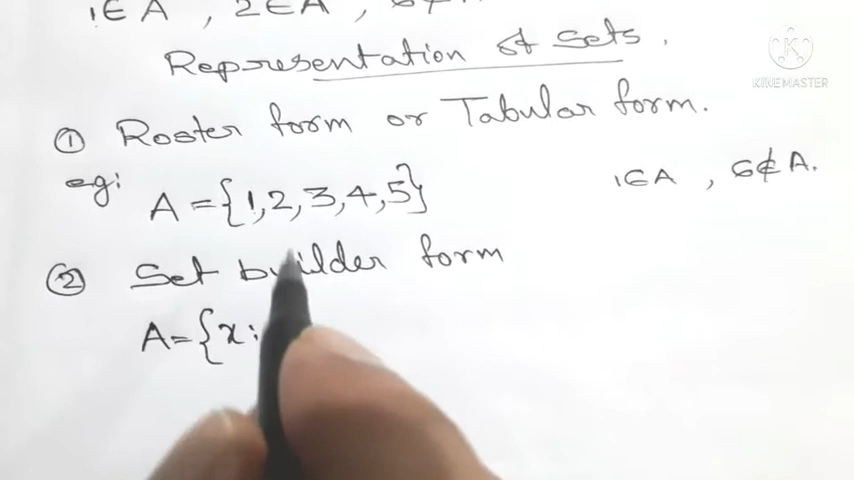 1∈A , 2∈A ,
Representation of Sets.
① Roster form or Tabular form.
eg: A = {1,2,3,4,5} 1∈A , 6∉A.
② Set builder form
A={x:
KINEMASTER